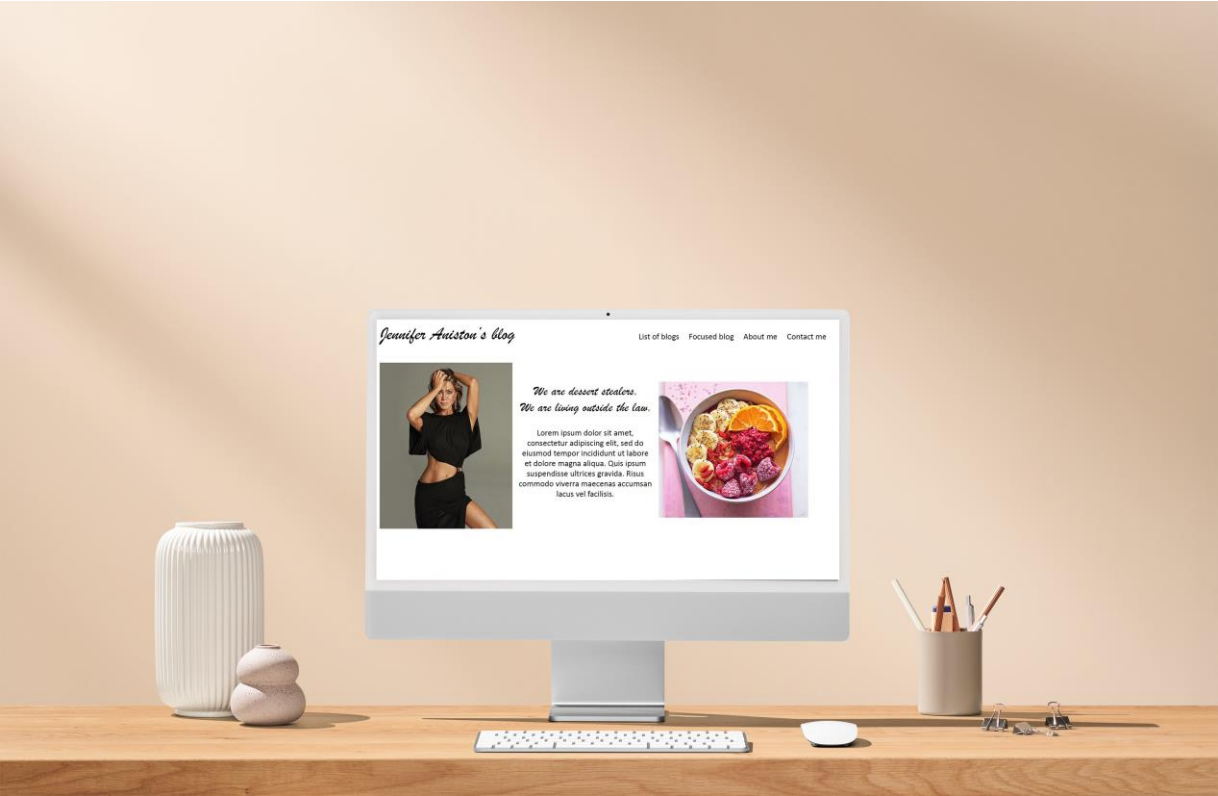 Jennifer Aniston's blog
List of blogs Focused blog About me Contact me
We are dessert stealers.
We are living outside the law.
Lorem ipsum dolor sit amet,
consectetur adipiscing elit, sed do
eiusmod tempor incididunt ut labore
et dolore magna aliqua. Quis ipsum
suspendisse ultrices gravida. Risus
commodo viverra maecenas accumsan
lacus vel facilisis.